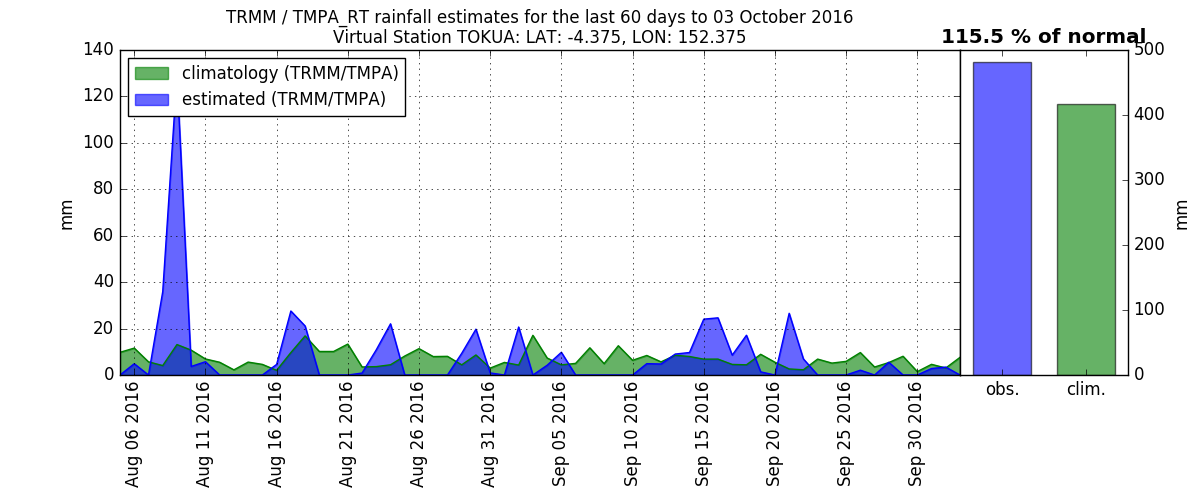 TRMM / TMPA_RT rainfall estimates for the last 60 days to 03 October 2016
Virtual Station TOKUA: LAT: -4.375, LON: 152.375
115.5 % of normal
climatology (TRMM/TMPA)
estimated (TRMM/TMPA)
140
120
100
80
60
40
20
0
mm
500
400
300
200
100
0
mm
obs.
clim.
Aug 06 2016
Aug 11 2016
Aug 16 2016
Aug 21 2016
Aug 26 2016
Aug 31 2016
Sep 05 2016
Sep 10 2016
Sep 15 2016
Sep 20 2016
Sep 25 2016
Sep 30 2016